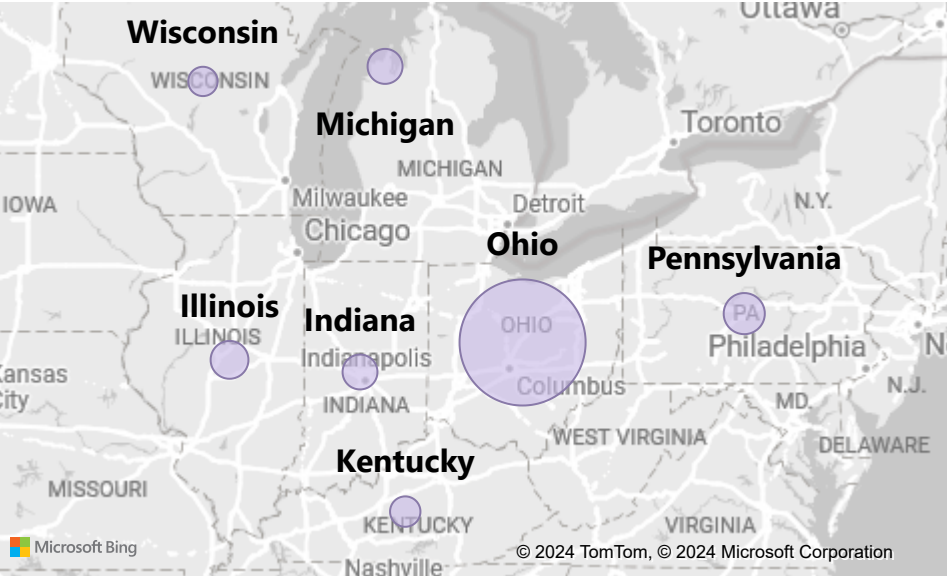 Ottawa
Wisconsin
WISCONSIN
Michigan
Toronto
MICHIGAN
Milwaukee
Detroit
IOWA
N.Y.
Chicago
Ohio
Pennsylvania
Illinois
Indiana
ILLINOIS
OHIO
PA
Indianapolis
Philadelphia
N
Kansas
City
Columbus
N.J.
INDIANA
MD.
WEST VIRGINIA
DELAWARE
Kentucky
MISSOURI
KENTUCKY
VIRGINIA
Microsoft Bing
© 2024 TomTom, © 2024 Microsoft Corporation
Nashville